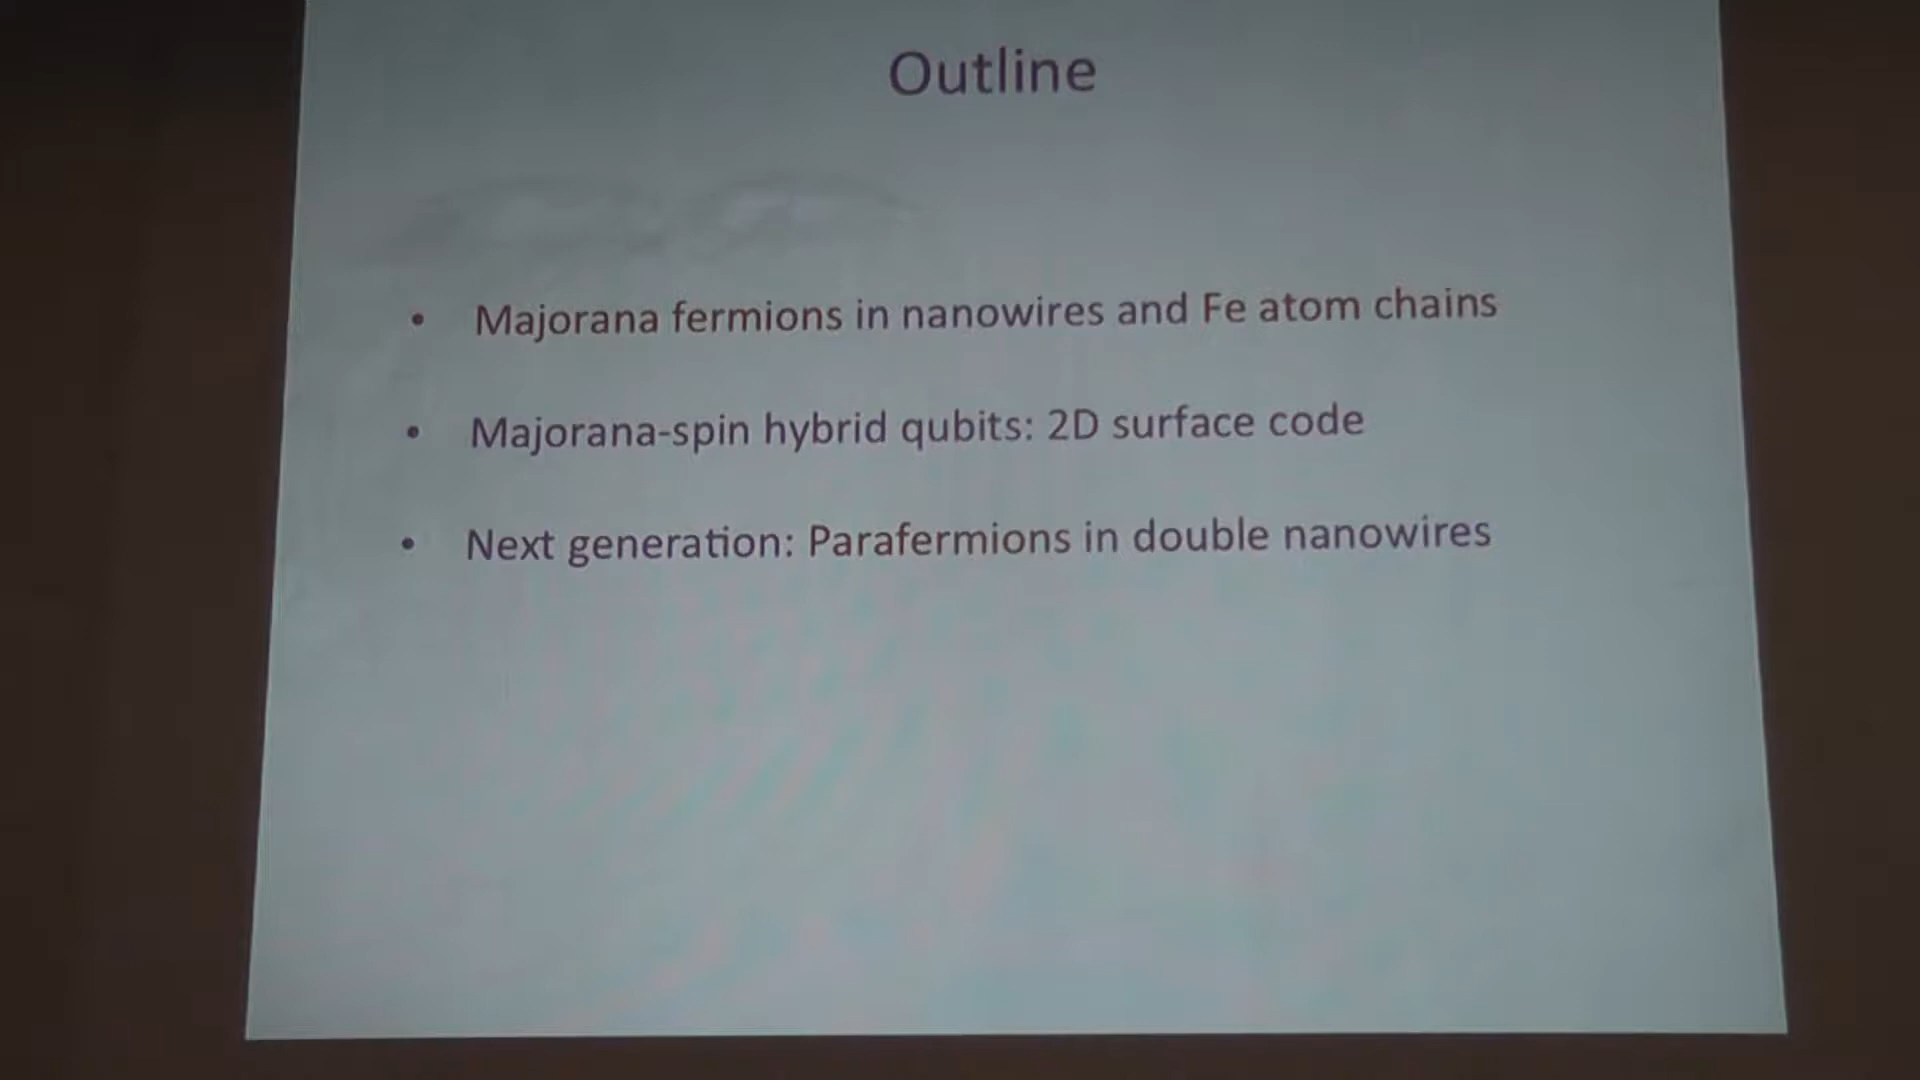 Outline
• Majorana fermions in nanowires and Fe atom chains
• Majorana-spin hybrid qubits: 2D surface code
• Next generation: Parafermions in double nanowires